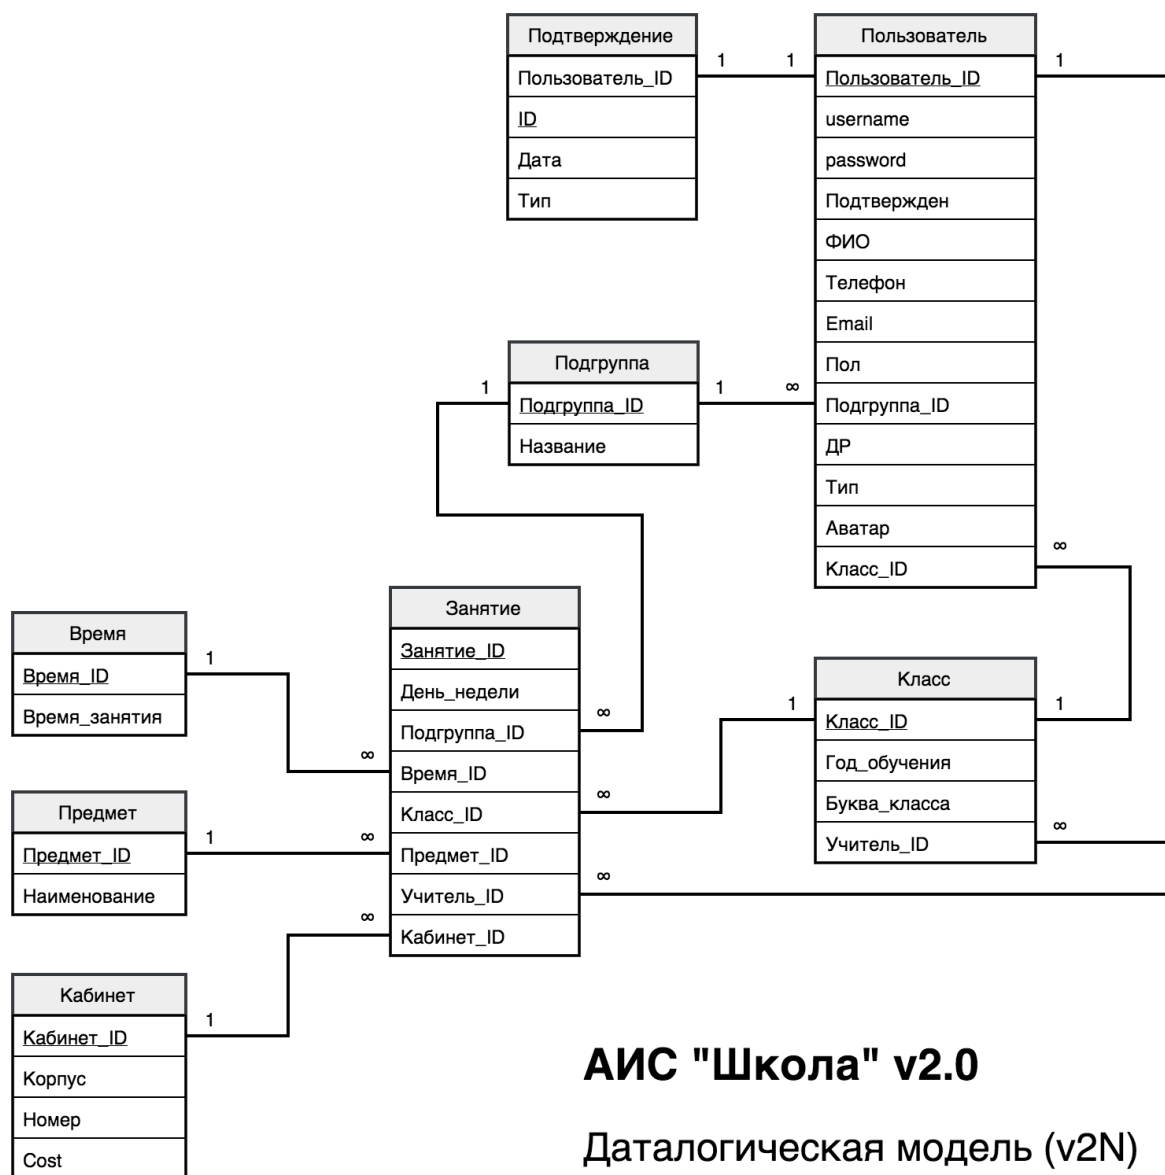 Подтверждение
Пользователь_ID
ID
Дата
Тип
1
1
Пользователь
Пользователь_ID
username
password
Подтвержден
ФИО
Телефон
Email
Пол
Подгруппа_ID
ДР
Тип
Аватар
Класс_ID
1
∞
Подгруппа
Подгруппа_ID
Название
1
1
∞
Занятие
Занятие_ID
День_недели
Подгруппа_ID
Время_ID
Класс_ID
Предмет_ID
Учитель_ID
Кабинет_ID
∞
∞
∞
∞
∞
∞
Время
Время_ID
Время_занятия
1
Предмет
Предмет_ID
Наименование
1
Кабинет
Кабинет_ID
Корпус
Номер
Cost
1
Класс
Класс_ID
Год_обучения
Буква_класса
Учитель_ID
1
1
∞
АИС "Школа" v2.0
Даталогическая модель (v2N)